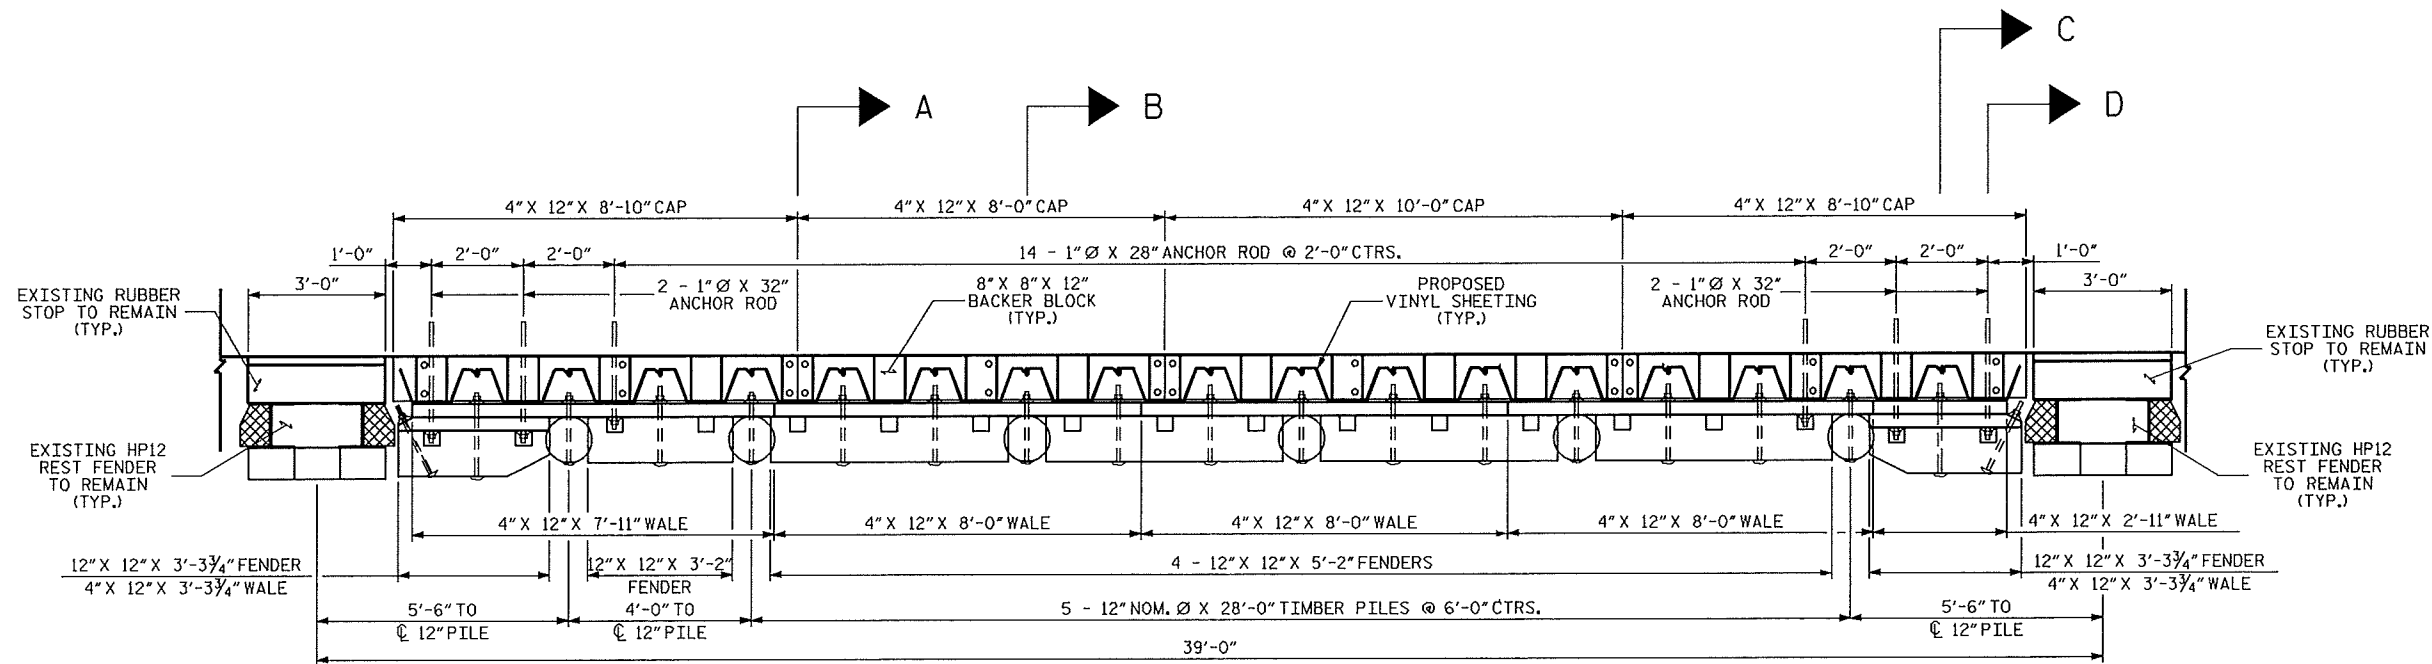 C
A
B
D
4"X 12"X 8'-10"CAP
4"X 12"X 8'-0"CAP
4"X 12"X 10'-0"CAP
4"X 12"X 8'-10"CAP
1'-0"
2'-0"
2'-0"
14 - 1"Ø X 28"ANCHOR ROD @ 2'-0"CTRS.
2'-0"
2'-0"
1'-0"
EXISTING RUBBER
STOP TO REMAIN
(TYP.)
3'-0"
2 - 1"Ø X 32"
ANCHOR ROD
8"X 8"X 12"
BACKER BLOCK
(TYP.)
PROPOSED
VINYL SHEETING
(TYP.)
2 - 1"Ø X 32"
ANCHOR ROD
3'-0"
EXISTING RUBBER
STOP TO REMAIN
(TYP.)
EXISTING HP12
REST FENDER
TO REMAIN
(TYP.)
EXISTING HP12
REST FENDER
TO REMAIN
(TYP.)
4"X 12"X 7'-11"WALE
4"X 12"X 8'-0"WALE
4"X 12"X 8'-0"WALE
4"X 12"X 8'-0"WALE
4"X 12"X 2'-11"WALE
12"X 12"X 3'-3¾"FENDER
4"X 12"X 3'-3¾"WALE
12"X 12"X 3'-2"
FENDER
4 - 12"X 12"X 5'-2"FENDERS
12"X 12"X 3'-3¾"FENDER
4"X 12"X 3'-3¾"WALE
5'-6"TO
℄ 12"PILE
4'-0"TO
℄ 12"PILE
5 - 12"NOM.Ø X 28'-0"TIMBER PILES @ 6'-0"CTRS.
5'-6"TO
℄ 12"PILE
39'-0"